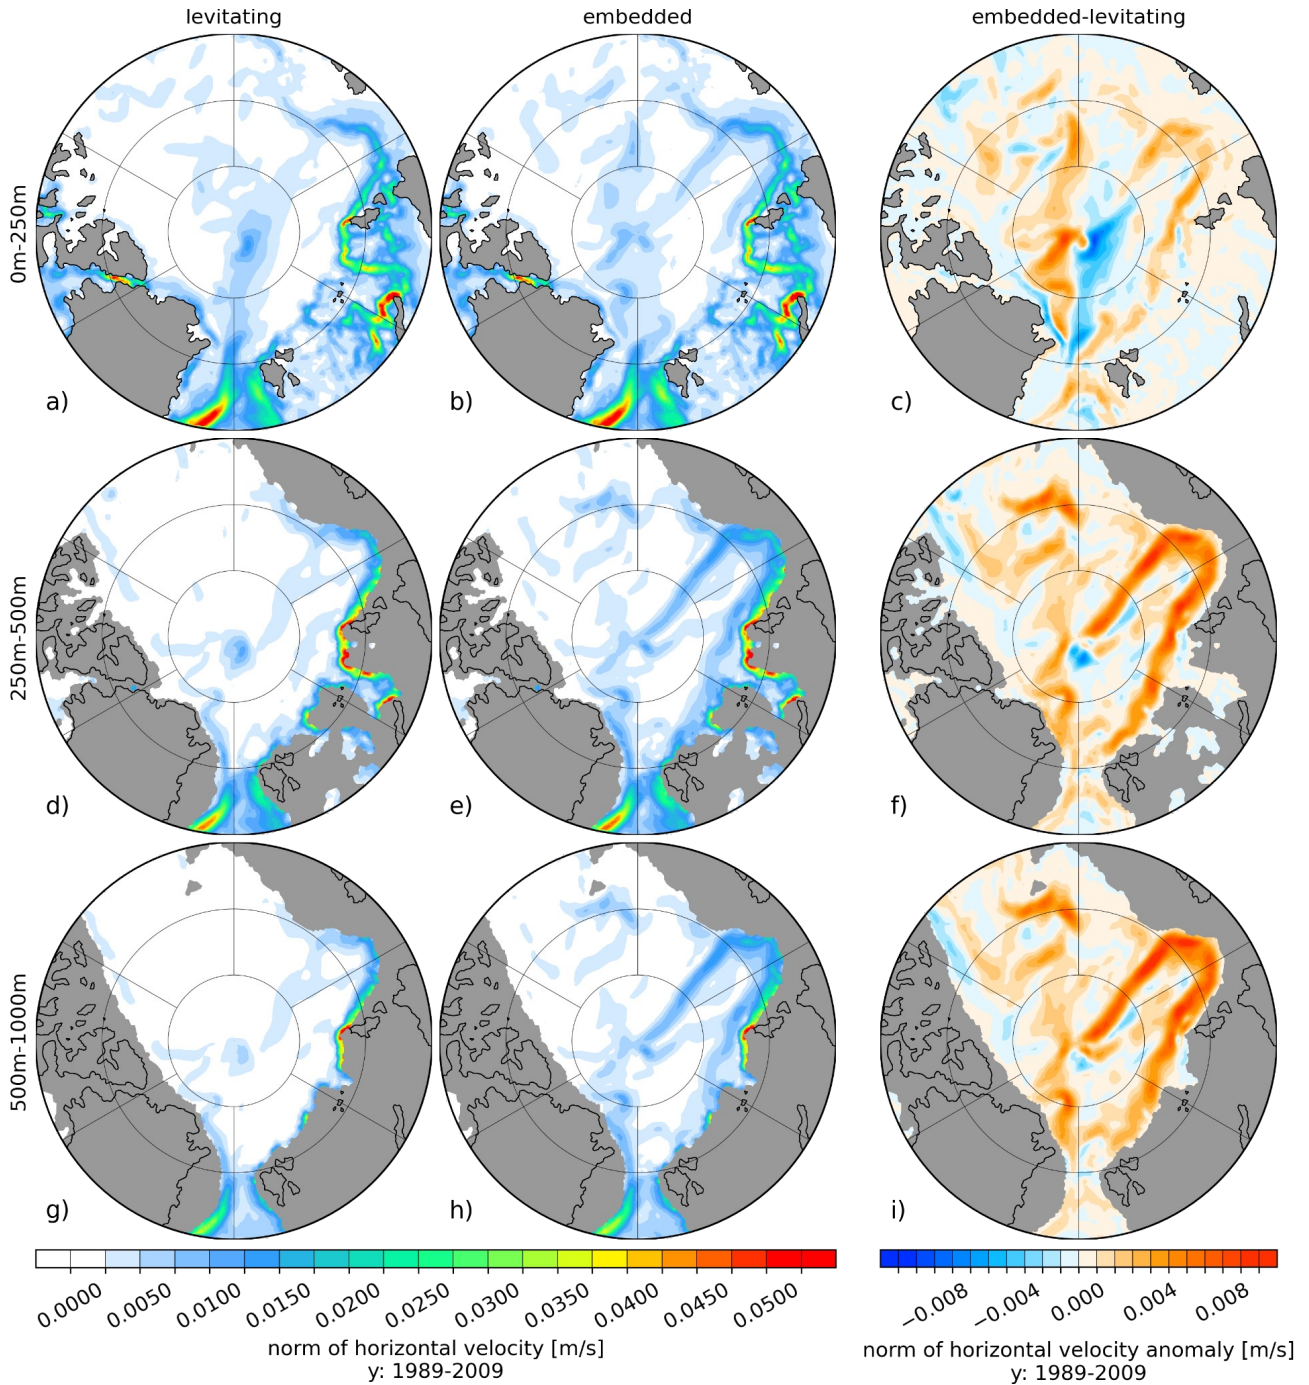 levitating
embedded
embedded-levitating
0m-250m
a)
b)
c)
250m-500m
d)
e)
f)
500m-1000m
g)
h)
i)
0.0000 0.0050 0.0100 0.0150 0.0200 0.0250 0.0300 0.0350 0.0400 0.0450 0.0500
norm of horizontal velocity [m/s]
y: 1989-2009
−0.008 −0.004 0.000 0.004 0.008
norm of horizontal velocity anomaly [m/s]
y: 1989-2009